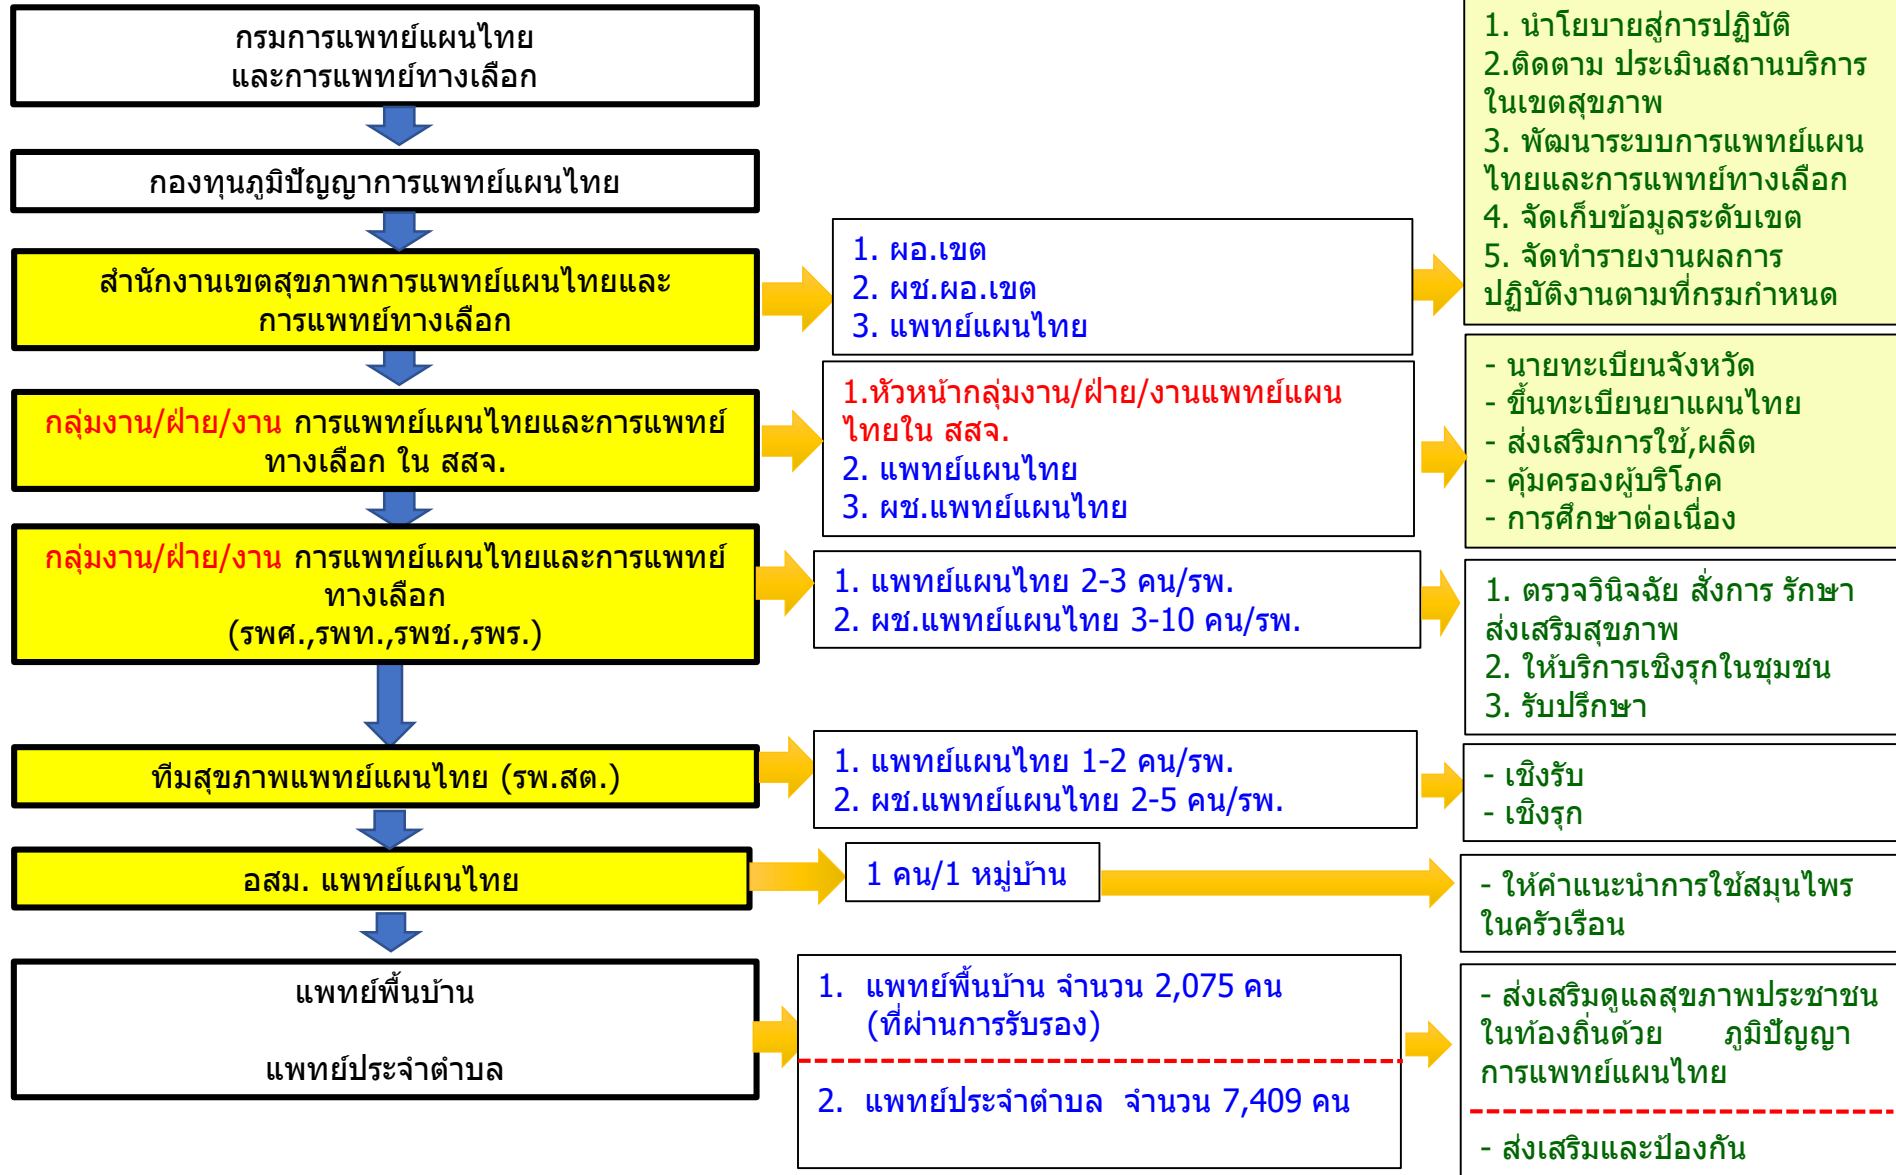 กรมการแพทย์แผนไทย
และการแพทย์ทางเลือก
กองทุนภูมิปัญญาการแพทย์แผนไทย
สำนักงานเขตสุขภาพการแพทย์แผนไทยและ
การแพทย์ทางเลือก
1. ผอ.เขต
2. ผช.ผอ.เขต
3. แพทย์แผนไทย
1. นำโยบายสู่การปฏิบัติ
2.ติดตาม ประเมินสถานบริการ
ในเขตสุขภาพ
3. พัฒนาระบบการแพทย์แผน
ไทยและการแพทย์ทางเลือก
4. จัดเก็บข้อมูลระดับเขต
5. จัดทำรายงานผลการ
ปฏิบัติงานตามที่กรมกำหนด
กลุ่มงาน/ฝ่าย/งาน การแพทย์แผนไทยและการแพทย์
ทางเลือก ใน สสจ.
1.หัวหน้ากลุ่มงาน/ฝ่าย/งานแพทย์แผน
ไทยใน สสจ.
2. แพทย์แผนไทย
3. ผช.แพทย์แผนไทย
- นายทะเบียนจังหวัด
- ขึ้นทะเบียนยาแผนไทย
- ส่งเสริมการใช้,ผลิต
- คุ้มครองผู้บริโภค
- การศึกษาต่อเนื่อง
กลุ่มงาน/ฝ่าย/งาน การแพทย์แผนไทยและการแพทย์
ทางเลือก
(รพศ.,รพท.,รพช.,รพร.)
1. แพทย์แผนไทย 2-3 คน/รพ.
2. ผช.แพทย์แผนไทย 3-10 คน/รพ.
1. ตรวจวินิจฉัย สั่งการ รักษา
ส่งเสริมสุขภาพ
2. ให้บริการเชิงรุกในชุมชน
3. รับปรึกษา
ทีมสุขภาพแพทย์แผนไทย (รพ.สต.)
1. แพทย์แผนไทย 1-2 คน/รพ.
2. ผช.แพทย์แผนไทย 2-5 คน/รพ.
- เชิงรับ
- เชิงรุก
อสม. แพทย์แผนไทย
1 คน/1 หมู่บ้าน
- ให้คำแนะนำการใช้สมุนไพร
ในครัวเรือน
แพทย์พื้นบ้าน
แพทย์ประจำตำบล
1. แพทย์พื้นบ้าน จำนวน 2,075 คน
(ที่ผ่านการรับรอง)
2. แพทย์ประจำตำบล จำนวน 7,409 คน
- ส่งเสริมดูแลสุขภาพประชาชน
ในท้องถิ่นด้วย ภูมิปัญญา
การแพทย์แผนไทย
- ส่งเสริมและป้องกัน